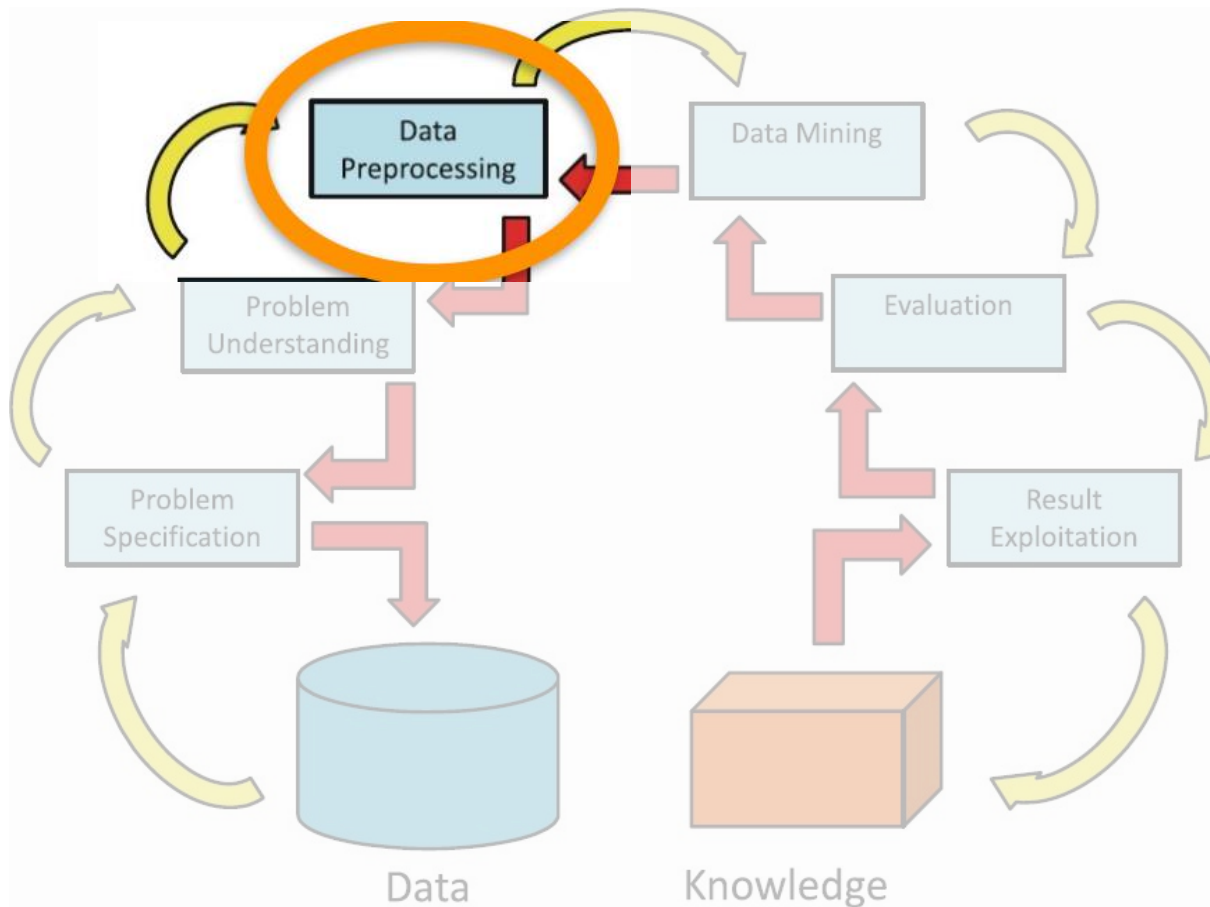 Data
Preprocessing
Data Mining
Problem
Understanding
Evaluation
Problem
Specification
Result
Exploitation
Data
Knowledge